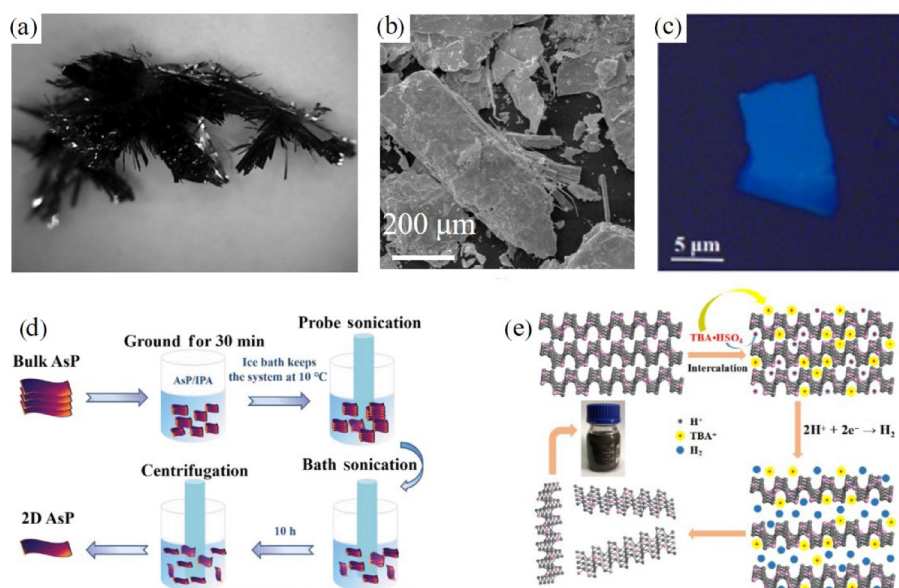 (a)
(b)
200 μm
(c)
5 μm
(d)
Bulk AsP
Ground for 30 min
AsP/IPA
Ice bath keeps
the system at 10 °C
Probe sonication
Bath sonication
10 h
Centrifugation
2D AsP
(e)
TBA•HSO₄
Intercalation
H⁺
TBA⁺
H₂
2H⁺ + 2e⁻ → H₂